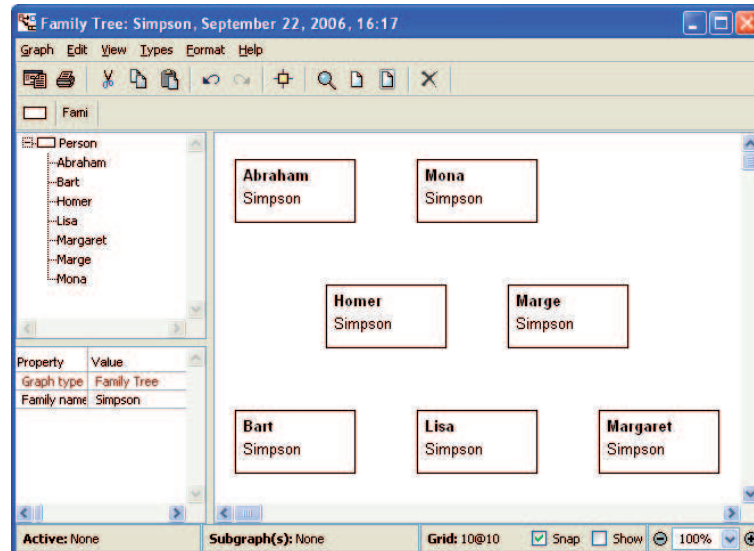 Family Tree: Simpson, September 22, 2006, 16:17
Graph Edit View Types Format Help
Fami
Person
Abraham
Bart
Homer
Lisa
Margaret
Marge
Mona
Property Value
Graph type Family Tree
Family name Simpson
Abraham
Simpson
Mona
Simpson
Homer
Simpson
Marge
Simpson
Bart
Simpson
Lisa
Simpson
Margaret
Simpson
Active: None Subgraph(s): None Grid: 10@10 Snap Show 100%